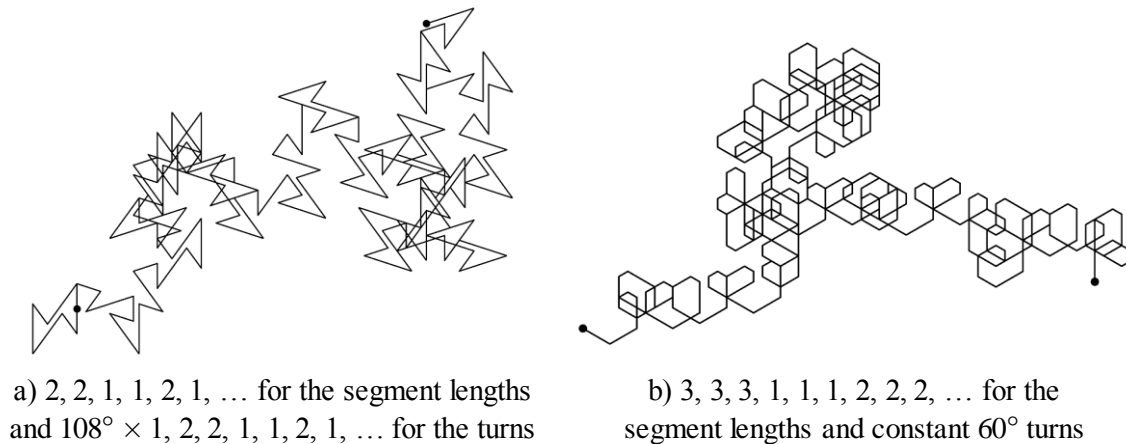 a) 2, 2, 1, 1, 2, 1, … for the segment lengths
and 108° × 1, 2, 2, 1, 1, 2, 1, … for the turns
b) 3, 3, 3, 1, 1, 1, 2, 2, 2, … for the
segment lengths and constant 60° turns